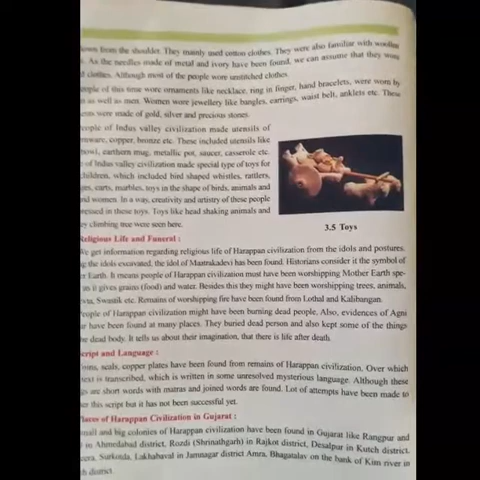 from the shoulder. They mainly used cotton clothes. They were also familiar with woollen
As the needles made of metal and ivory have been found, we can assume that they wore
clothes. Although most of the people wore unstitched clothes.
of this time wore ornaments like necklace, ring in finger, hand bracelets, were worn by
as well as men. Women wore jewellery like bangles, earrings, waist belt, anklets etc. These
were made of gold, silver and precious stones.
of Indus valley civilization made utensils of
copper, bronze etc. These included utensils like
earthern mug, metallic pot, saucer, casserole etc.
of Indus valley civilization made special type of toys for
children, which included bird shaped whistles, rattlers,
carts, marbles, toys in the shape of birds, animals and
women. In a way, creativity and artistry of these people
in these toys. Toys like head shaking animals and
climbing tree were seen here.
3.5 Toys
Religious Life and Funeral :
We get information regarding religious life of Harappan civilization from the idols and postures.
the idols excavated, the idol of Maatrakadevi has been found. Historians consider it the symbol of
Earth. It means people of Harappan civilization must have been worshipping Mother Earth spe-
it gives grains (food) and water. Besides this they might have been worshipping trees, animals,
Swastik etc. Remains of worshipping fire have been found from Lothal and Kalibangan.
People of Harappan civilization might have been burning dead people. Also, evidences of Agni
have been found at many places. They buried dead person and also kept some of the things
dead body. It tells us about their imagination, that there is life after death.
Script and Language :
seals, copper plates have been found from remains of Harappan civilization. Over which
text is transcribed, which is written in some unresolved mysterious language. Although these
are short words with matras and joined words are found. Lot of attempts have been made to
this script but it has not been successful yet.
Places of Harappan Civilization in Gujarat :
Small and big colonies of Harappan civilization have been found in Gujarat like Rangpur and
in Ahmedabad district, Rozdi (Shrinathgarh) in Rajkot district, Desalpur in Kutch district,
Surkotda, Lakhabaval in Jamnagar district Amra, Bhagatalav on the bank of Kim river in
district.